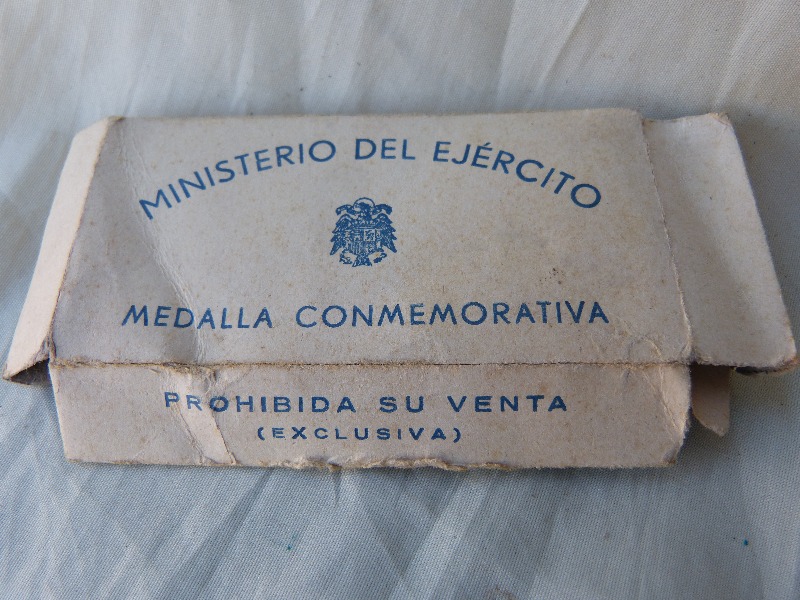 MINISTERIO DEL EJÉRCITO
MEDALLA CONMEMORATIVA
PROHIBIDA SU VENTA
(EXCLUSIVA)